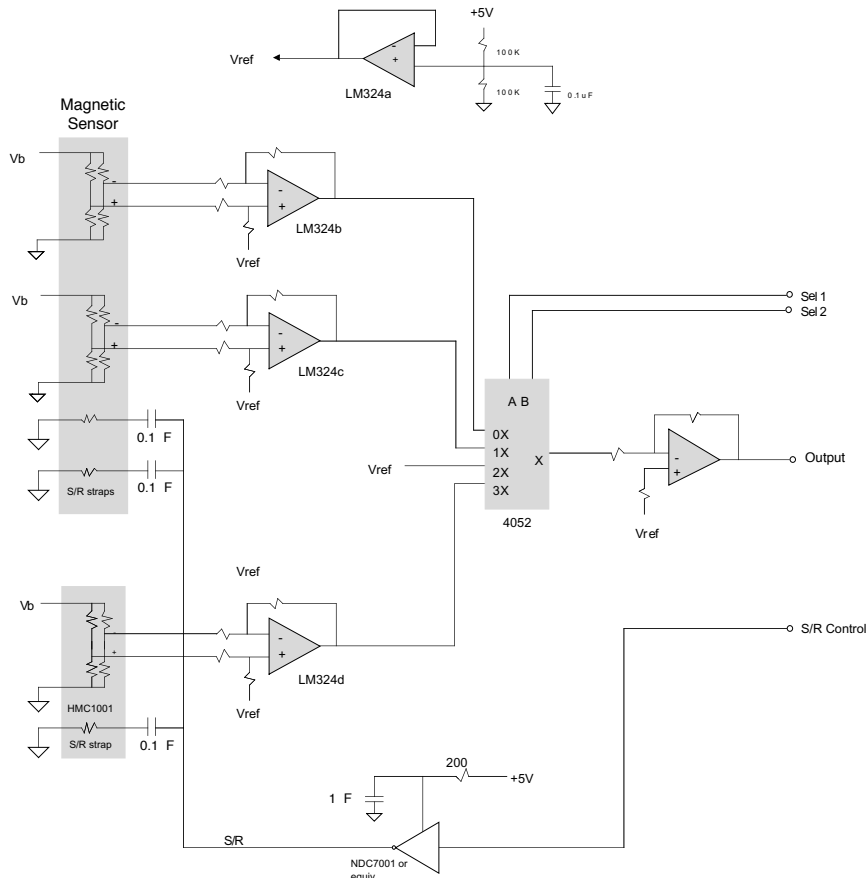 +5V
Vref
-
+
100K
LM324a
100K
0.1uF
Magnetic
Sensor
Vb
-
+
-
+
LM324b
Vref
Vb
-
+
-
+
LM324c
Vref
Sel 1
Sel 2
A B
0.1 F
0X
1X
2X
3X
X
Vref
-
+
Output
S/R straps
0.1 F
4052
Vref
Vref
Vb
-
+
-
+
LM324d
S/R Control
HMC1001
Vref
S/R strap
0.1 F
200
+5V
1 F
S/R
NDC7001 or
equiv